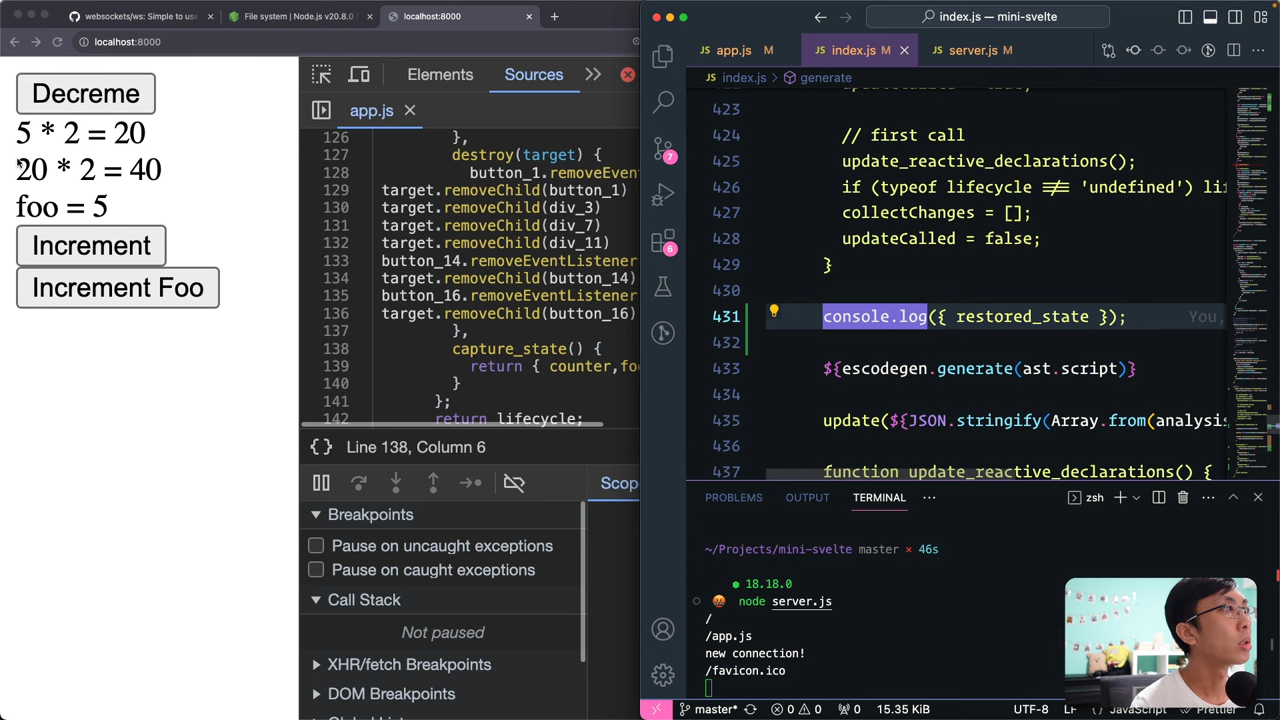 websockets/ws: Simple to use
File system | Node.js v20.8.0
localhost:8000
localhost:8000
Decreme
5 * 2 = 20
20 * 2 = 40
foo = 5
Increment
Increment Foo
Elements
Sources
app.js
126 },
127 destroy(target) {
128 button_1.removeEvent
129 target.removeChild(button_1)
130 target.removeChild(div_3)
131 target.removeChild(div_7)
132 target.removeChild(div_11)
133 button_14.removeEventListener
134 target.removeChild(button_14)
135 button_16.removeEventListener
136 target.removeChild(button_16)
137 },
138 capture_state() {
139 return { counter,fo
140 }
141 };
142 return lifecycle;
Line 138, Column 6
Scop
Breakpoints
Pause on uncaught exceptions
Pause on caught exceptions
Call Stack
Not paused
XHR/fetch Breakpoints
DOM Breakpoints
index.js — mini-svelte
JS app.js M
JS index.js M
JS server.js M
JS index.js > generate
423
424 // first call
425 update_reactive_declarations();
426 if (typeof lifecycle !== 'undefined') li
427 collectChanges = [];
428 updateCalled = false;
429 }
430
431 console.log({ restored_state }); You,
432
433 ${escodegen.generate(ast.script)}
434
435 update(${JSON.stringify(Array.from(analysis
436
437 function update_reactive_declarations() {
7
6
PROBLEMS
OUTPUT
TERMINAL
zsh
~/Projects/mini-svelte master × 46s
18.18.0
node server.js
/
/app.js
new connection!
/favicon.ico
master*
0 0
0
15.35 KiB
UTF-8
LF
{} JavaScript
Prettier